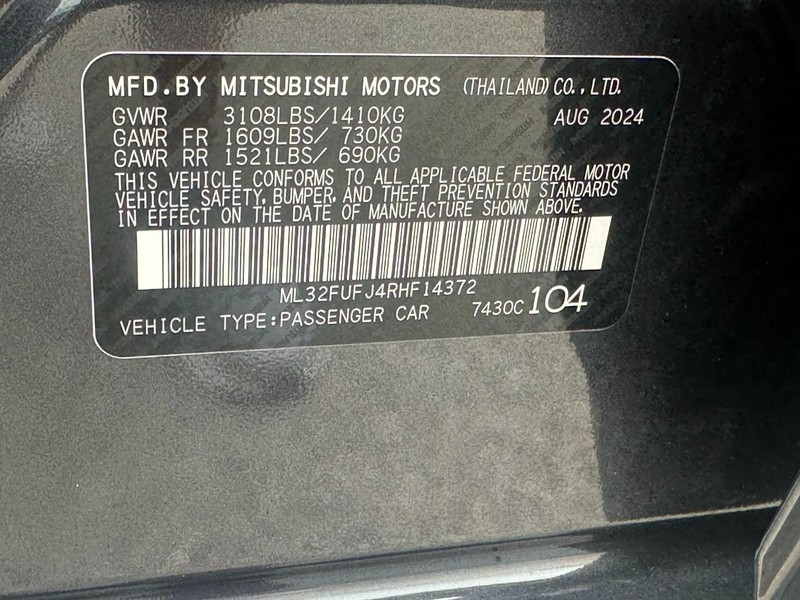 MFD.BY MITSUBISHI MOTORS (THAILAND) CO., LTD.
GVWR 3108LBS/1410KG AUG 2024
GAWR FR 1609LBS/ 730KG
GAWR RR 1521LBS/ 690KG
THIS VEHICLE CONFORMS TO ALL APPLICABLE FEDERAL MOTOR
VEHICLE SAFETY, BUMPER, AND THEFT PREVENTION STANDARDS
IN EFFECT ON THE DATE OF MANUFACTURE SHOWN ABOVE.
ML32FUFJ4RHF14372
VEHICLE TYPE:PASSENGER CAR 7430C 104